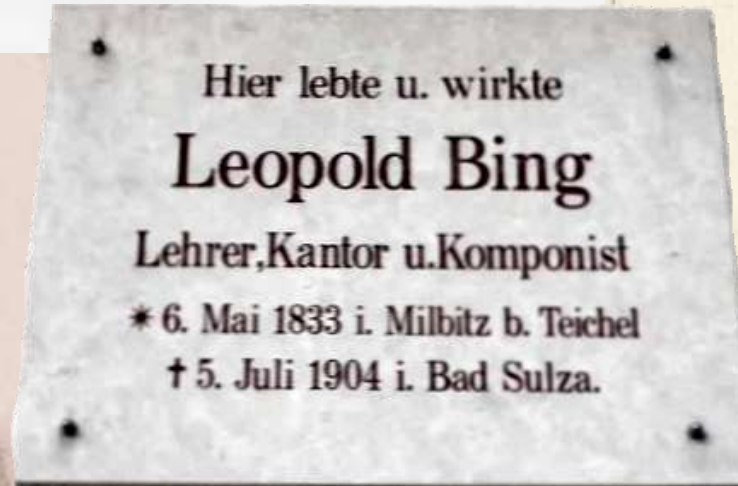 Hier lebte u. wirkte
Leopold Bing
Lehrer,Kantor u.Komponist
* 6. Mai 1833 i. Milbitz b. Teichel
† 5. Juli 1904 i. Bad Sulza.